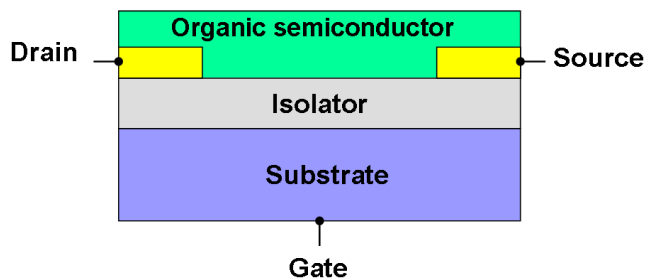 Organic semiconductor
Drain
Source
Isolator
Substrate
Gate